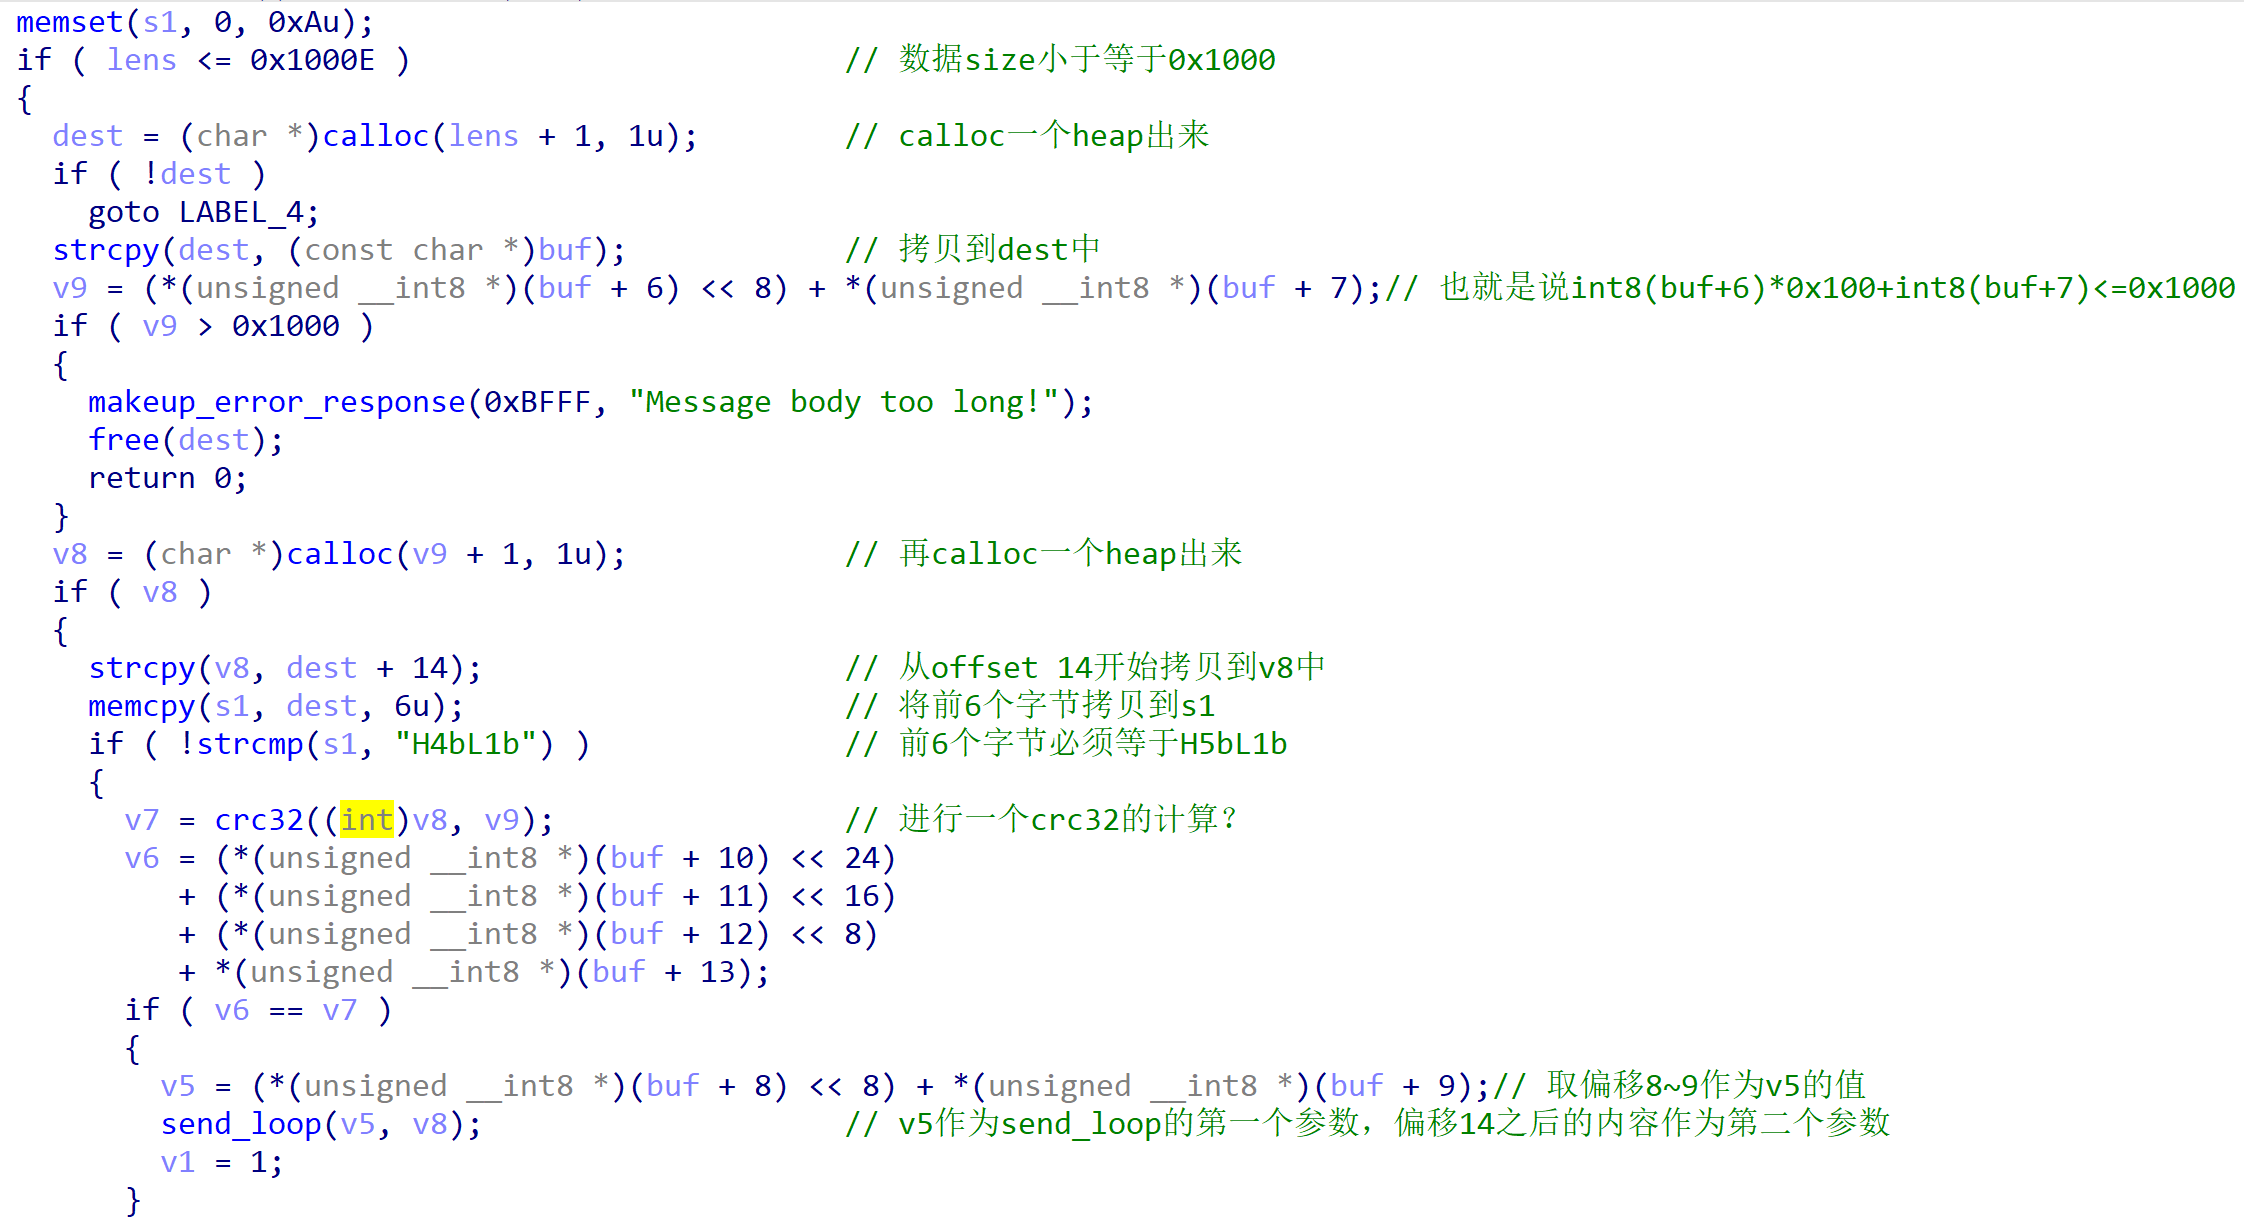 memset(s1, 0, 0xAu);
if ( lens <= 0x1000E ) // 数据size小于等于0x1000
{
dest = (char *)calloc(lens + 1, 1u); // calloc一个heap出来
if ( !dest )
goto LABEL_4;
strcpy(dest, (const char *)buf); // 拷贝到dest中
v9 = (*(unsigned __int8 *)(buf + 6) << 8) + *(unsigned __int8 *)(buf + 7);// 也就是说int8(buf+6)*0x100+int8(buf+7)<=0x1000
if ( v9 > 0x1000 )
{
makeup_error_response(0xBFFF, "Message body too long!");
free(dest);
return 0;
}
v8 = (char *)calloc(v9 + 1, 1u); // 再calloc一个heap出来
if ( v8 )
{
strcpy(v8, dest + 14); // 从offset 14开始拷贝到v8中
memcpy(s1, dest, 6u); // 将前6个字节拷贝到s1
if ( !strcmp(s1, "H4bL1b") ) // 前6个字节必须等于H5bL1b
{
v7 = crc32((int)v8, v9); // 进行一个crc32的计算？
v6 = (*(unsigned __int8 *)(buf + 10) << 24)
+ (*(unsigned __int8 *)(buf + 11) << 16)
+ (*(unsigned __int8 *)(buf + 12) << 8)
+ *(unsigned __int8 *)(buf + 13);
if ( v6 == v7 )
{
v5 = (*(unsigned __int8 *)(buf + 8) << 8) + *(unsigned __int8 *)(buf + 9);// 取偏移8~9作为v5的值
send_loop(v5, v8); // v5作为send_loop的第一个参数，偏移14之后的内容作为第二个参数
v1 = 1;
}